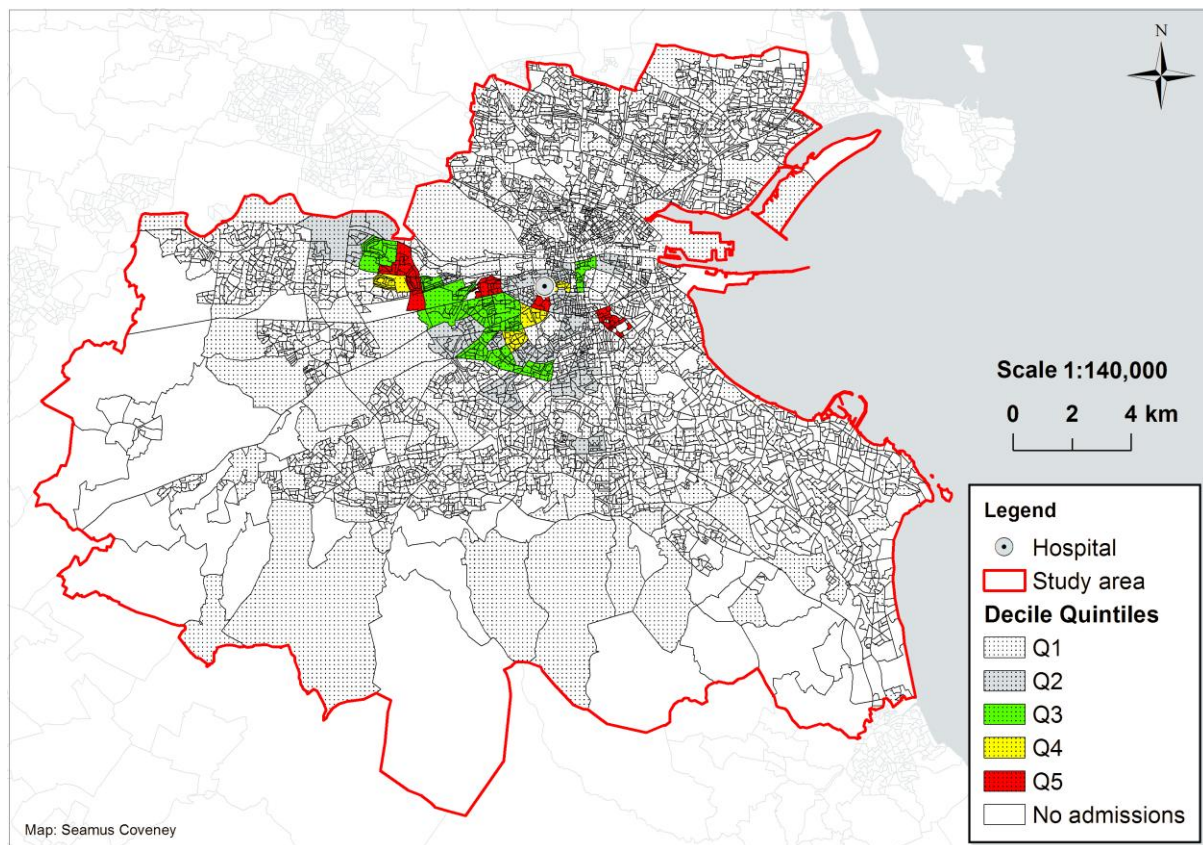 N
Scale 1:140,000
0 2 4 km
Legend
Hospital
Study area
Decile Quintiles
Q1
Q2
Q3
Q4
Q5
No admissions
Map: Seamus Coveney